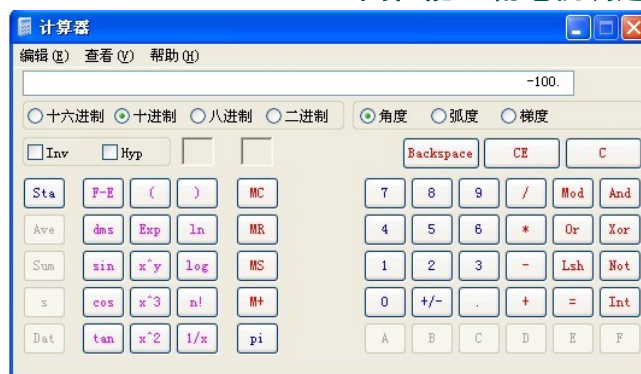 计算器
编辑(E) 查看(V) 帮助(H)
-100.
十六进制 十进制 八进制 二进制 角度 弧度 梯度
Inv Hyp Backspace CE C
Sta F-E ( ) MC 7 8 9 / Mod And
Ave dms Exp ln MR 4 5 6 * Or Xor
Sum sin x^y log MS 1 2 3 - Lsh Not
s cos x^3 n! M+ 0 +/- . + = Int
Dat tan x^2 1/x pi A B C D E F